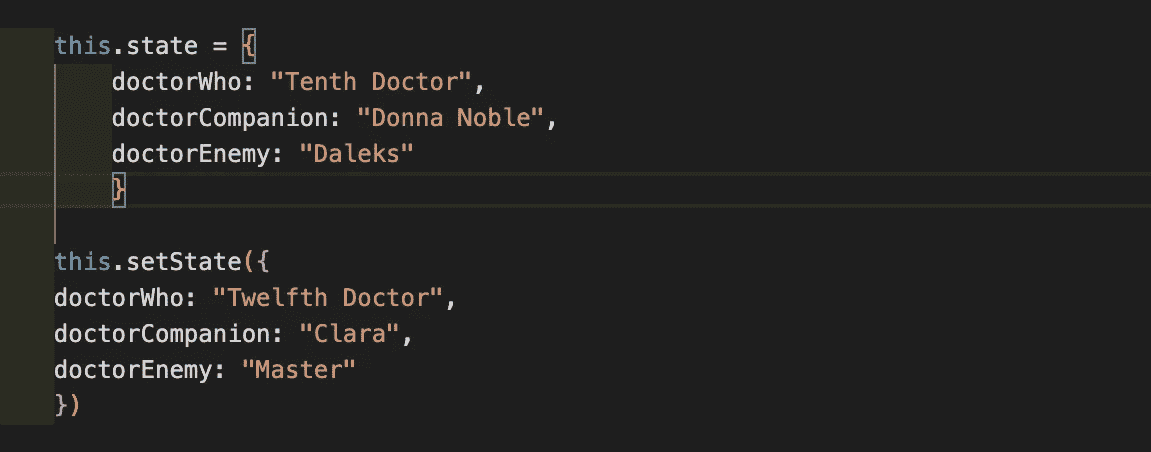 this.state = {
doctorWho: "Tenth Doctor",
doctorCompanion: "Donna Noble",
doctorEnemy: "Daleks"
}
this.setState({
doctorWho: "Twelfth Doctor",
doctorCompanion: "Clara",
doctorEnemy: "Master"
})